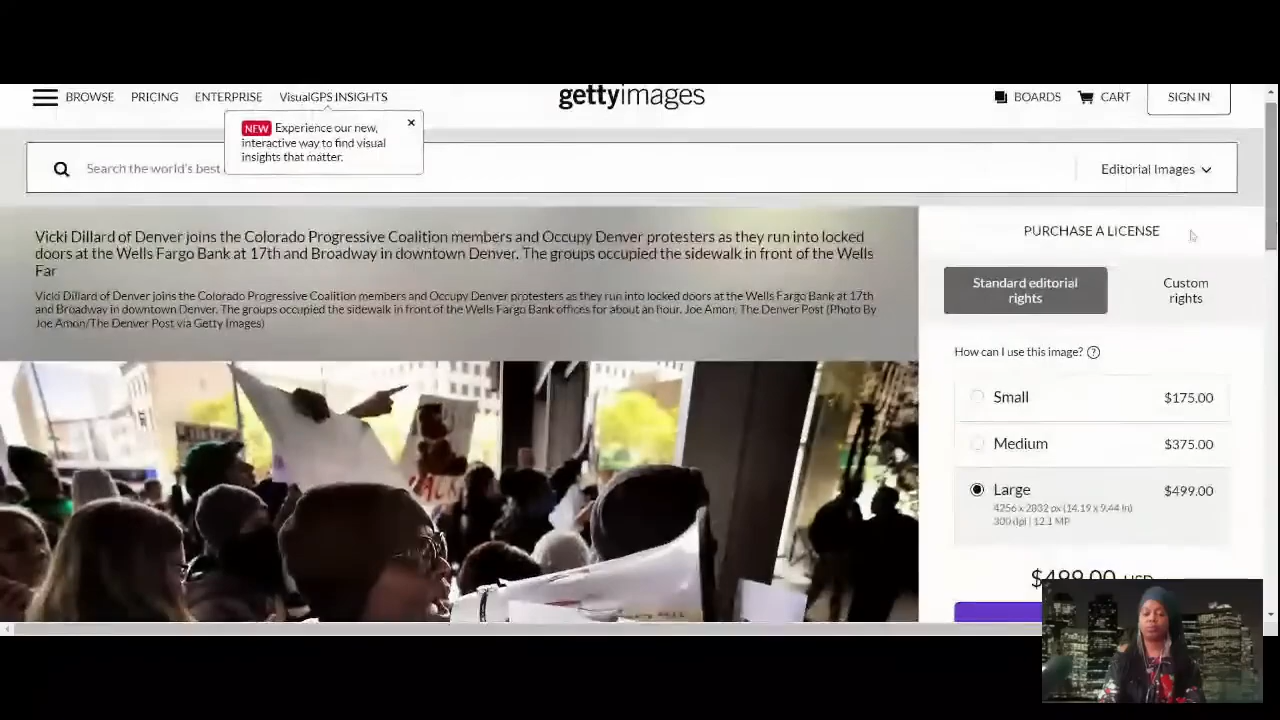 BROWSE PRICING ENTERPRISE VisualGPS INSIGHTS gettyimages BOARDS CART SIGN IN
NEW Experience our new,
interactive way to find visual
insights that matter.
Search the world's best
Editorial Images
Vicki Dillard of Denver joins the Colorado Progressive Coalition members and Occupy Denver protesters as they run into locked
doors at the Wells Fargo Bank at 17th and Broadway in downtown Denver. The groups occupied the sidewalk in front of the Wells
Far
Vicki Dillard of Denver joins the Colorado Progressive Coalition members and Occupy Denver protesters as they run into locked doors at the Wells Fargo Bank at 17th
and Broadway in downtown Denver. The groups occupied the sidewalk in front of the Wells Fargo Bank offices for about an hour. Joe Amon, The Denver Post (Photo By
Joe Amon/The Denver Post via Getty Images)
PURCHASE A LICENSE
Standard editorial
rights
Custom
rights
How can I use this image? ?
Small $175.00
Medium $375.00
Large $499.00
4256 x 2832 px (14.19 x 9.44 in)
300 dpi | 12.1 MP
$499.00 USD